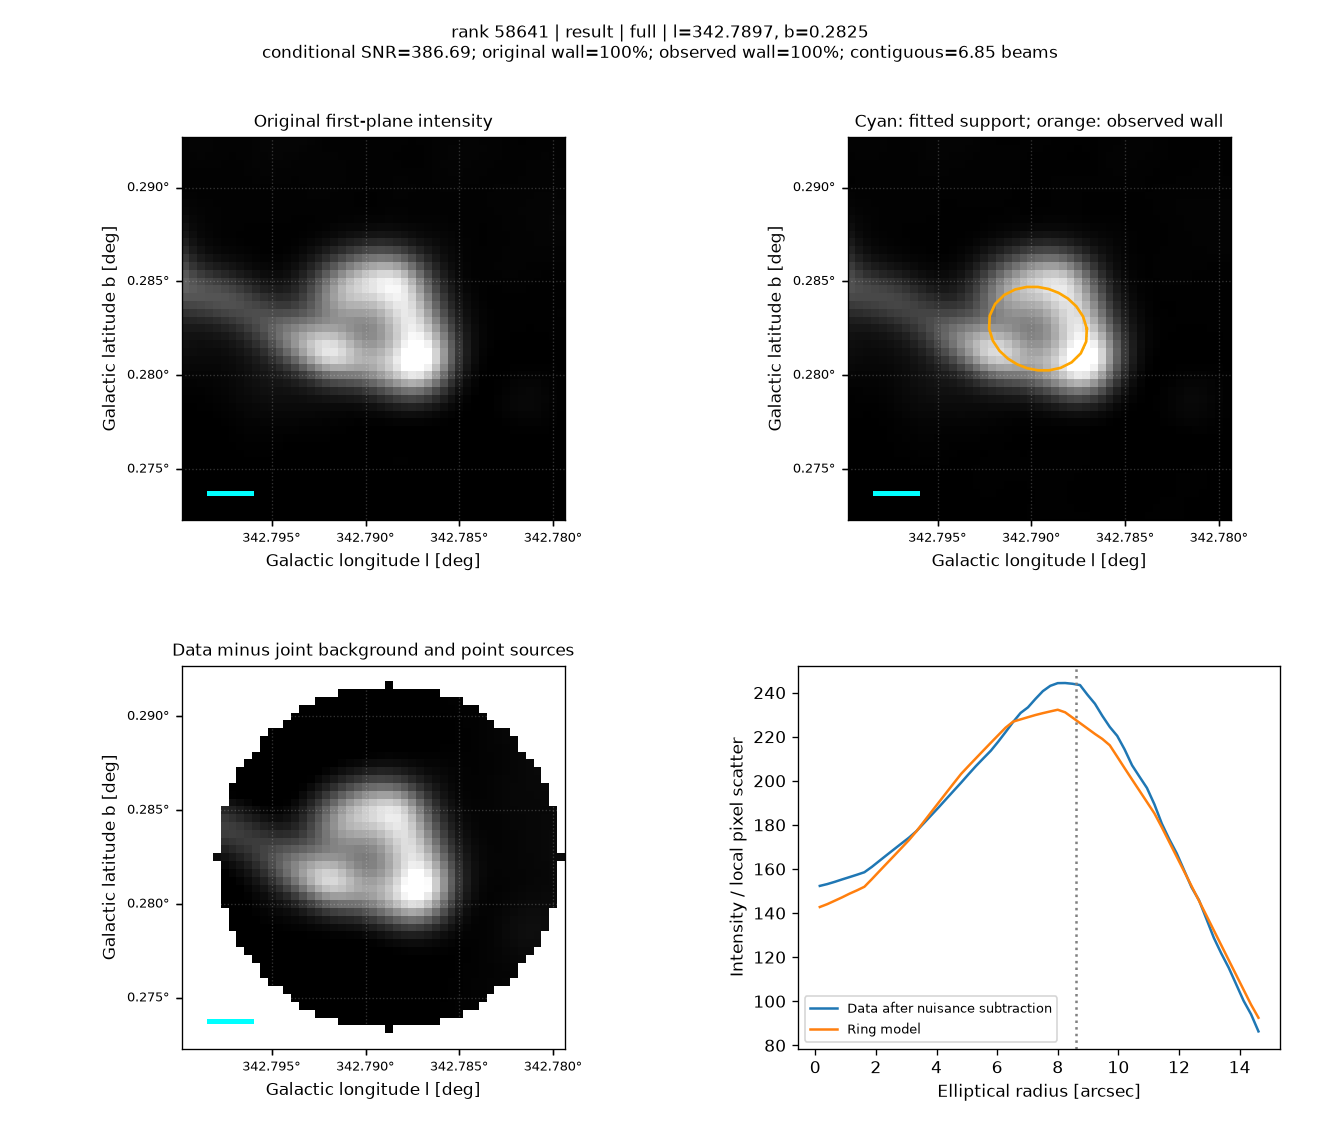 rank 58641 | result | full | l=342.7897, b=0.2825
conditional SNR=386.69; original wall=100%; observed wall=100%; contiguous=6.85 beams
Original first-plane intensity
0.290°
0.285°
0.280°
0.275°
342.795°
342.790°
342.785°
342.780°
Galactic latitude b [deg]
Galactic longitude l [deg]
Cyan: fitted support; orange: observed wall
0.290°
0.285°
0.280°
0.275°
342.795°
342.790°
342.785°
342.780°
Galactic latitude b [deg]
Galactic longitude l [deg]
Data minus joint background and point sources
0.290°
0.285°
0.280°
0.275°
342.795°
342.790°
342.785°
342.780°
Galactic latitude b [deg]
Galactic longitude l [deg]
240
220
200
180
160
140
120
100
80
0
2
4
6
8
10
12
14
Intensity / local pixel scatter
Elliptical radius [arcsec]
Data after nuisance subtraction
Ring model